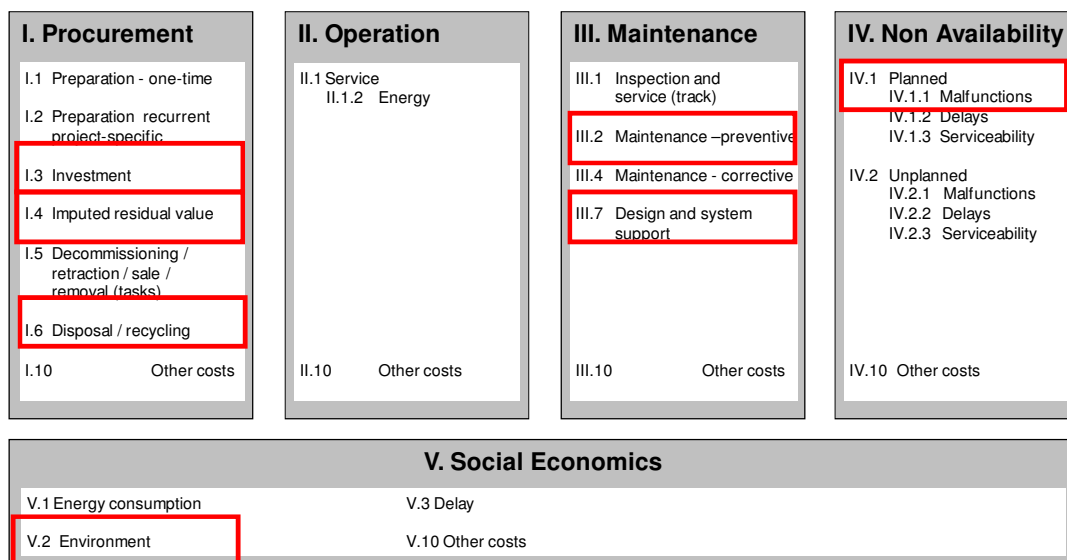 I. Procurement
I.1 Preparation - one-time
I.2 Preparation recurrent
project-specific
I.3 Investment
I.4 Imputed residual value
I.5 Decommissioning /
retraction / sale /
removal (tasks)
I.6 Disposal / recycling
I.10 Other costs
II. Operation
II.1 Service
II.1.2 Energy
II.10 Other costs
III. Maintenance
III.1 Inspection and
service (track)
III.2 Maintenance –preventive
III.4 Maintenance - corrective
III.7 Design and system
support
III.10 Other costs
IV. Non Availability
IV.1 Planned
IV.1.1 Malfunctions
IV.1.2 Delays
IV.1.3 Serviceability
IV.2 Unplanned
IV.2.1 Malfunctions
IV.2.2 Delays
IV.2.3 Serviceability
IV.10 Other costs
V. Social Economics
V.1 Energy consumption
V.3 Delay
V.2 Environment
V.10 Other costs